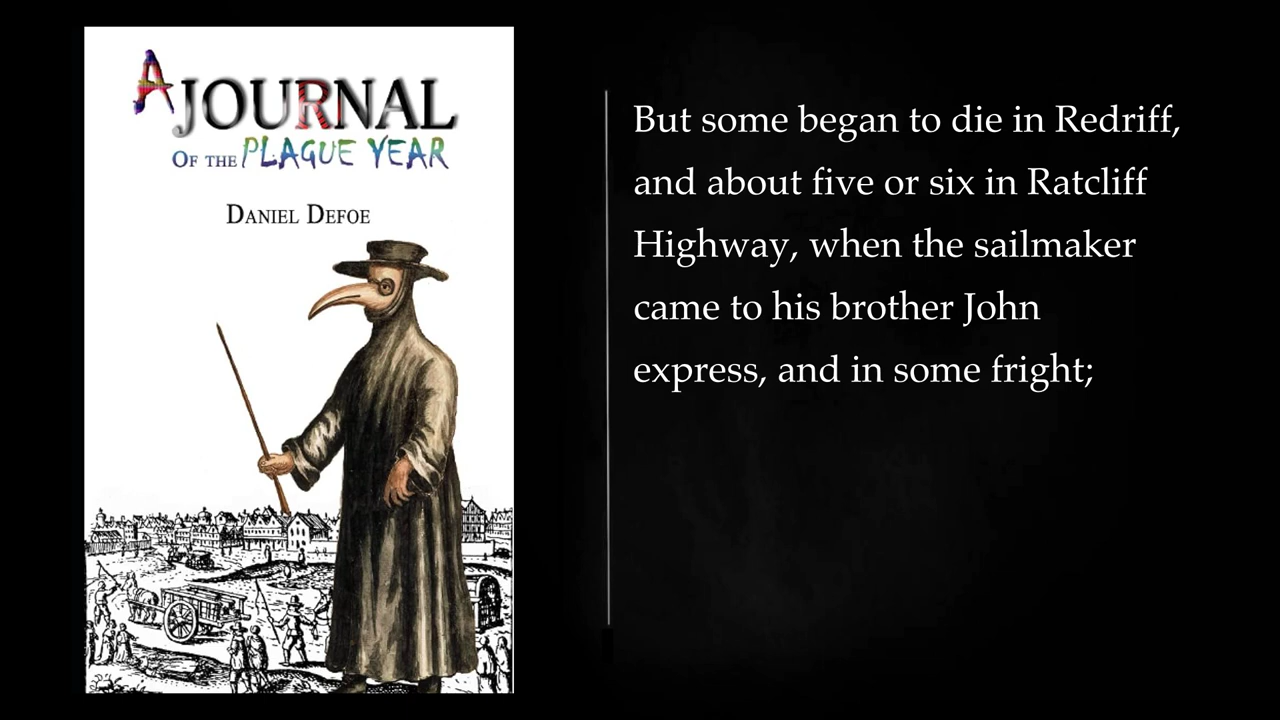 A JOURNAL
OF THE PLAGUE YEAR
DANIEL DEFOE
But some began to die in Redriff,
and about five or six in Ratcliff
Highway, when the sailmaker
came to his brother John
express, and in some fright;